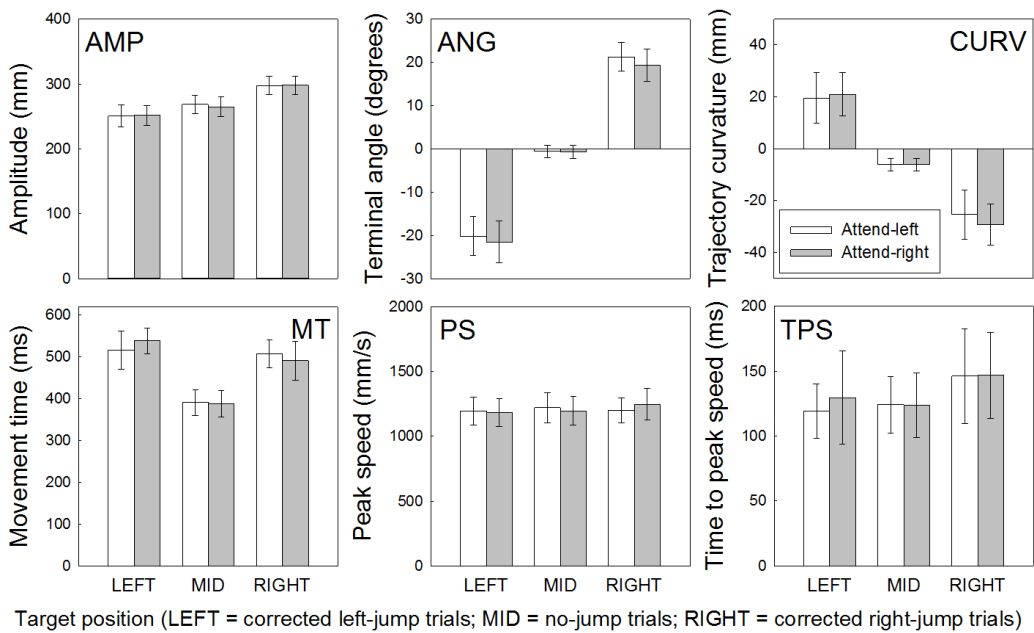 AMP
Amplitude (mm)
400
300
200
100
0
ANG
Terminal angle (degrees)
30
20
10
0
-10
-20
-30
CURV
Trajectory curvature (mm)
40
20
0
-20
-40
Attend-left
Attend-right
MT
Movement time (ms)
600
500
400
300
200
100
0
LEFT MID RIGHT
PS
Peak speed (mm/s)
2000
1500
1000
500
0
LEFT MID RIGHT
TPS
Time to peak speed (ms)
200
150
100
50
0
LEFT MID RIGHT
Target position (LEFT = corrected left-jump trials; MID = no-jump trials; RIGHT = corrected right-jump trials)